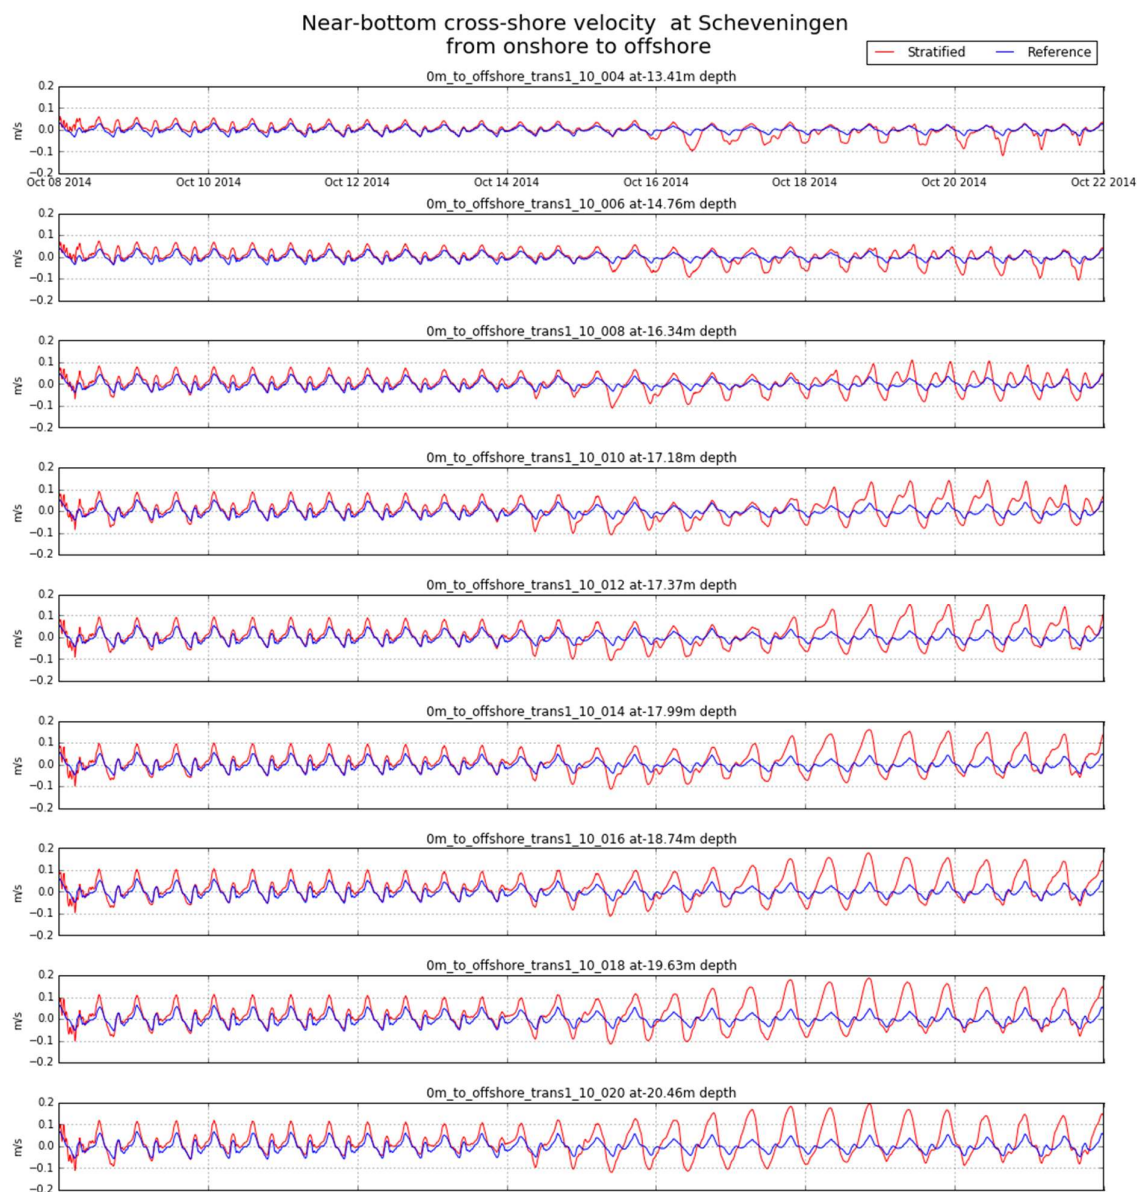 Near-bottom cross-shore velocity  at Scheveningen
from onshore to offshore
Stratified
Reference
0m_to_offshore_trans1_10_004 at-13.41m depth
0.2
0.1
0.0
−0.1
−0.2
m/s
Oct 08 2014
Oct 10 2014
Oct 12 2014
Oct 14 2014
Oct 16 2014
Oct 18 2014
Oct 20 2014
Oct 22 2014
0m_to_offshore_trans1_10_006 at-14.76m depth
0.2
0.1
0.0
−0.1
−0.2
m/s
0m_to_offshore_trans1_10_008 at-16.34m depth
0.2
0.1
0.0
−0.1
−0.2
m/s
0m_to_offshore_trans1_10_010 at-17.18m depth
0.2
0.1
0.0
−0.1
−0.2
m/s
0m_to_offshore_trans1_10_012 at-17.37m depth
0.2
0.1
0.0
−0.1
−0.2
m/s
0m_to_offshore_trans1_10_014 at-17.99m depth
0.2
0.1
0.0
−0.1
−0.2
m/s
0m_to_offshore_trans1_10_016 at-18.74m depth
0.2
0.1
0.0
−0.1
−0.2
m/s
0m_to_offshore_trans1_10_018 at-19.63m depth
0.2
0.1
0.0
−0.1
−0.2
m/s
0m_to_offshore_trans1_10_020 at-20.46m depth
0.2
0.1
0.0
−0.1
−0.2
m/s